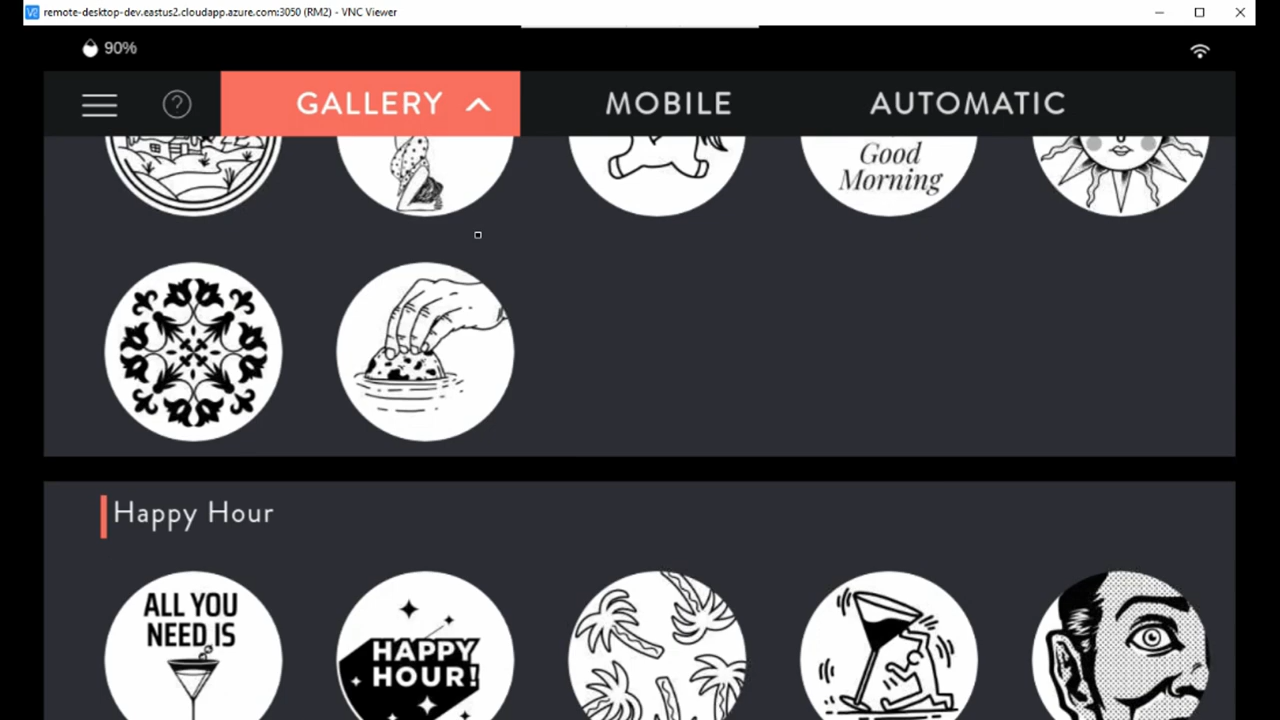 remote-desktop-dev.eastus2.cloudapp.azure.com:3050 (RM2) - VNC Viewer
90%
GALLERY
MOBILE
AUTOMATIC
Good
Morning
Happy Hour
ALL YOU
NEED IS
HAPPY
HOUR!